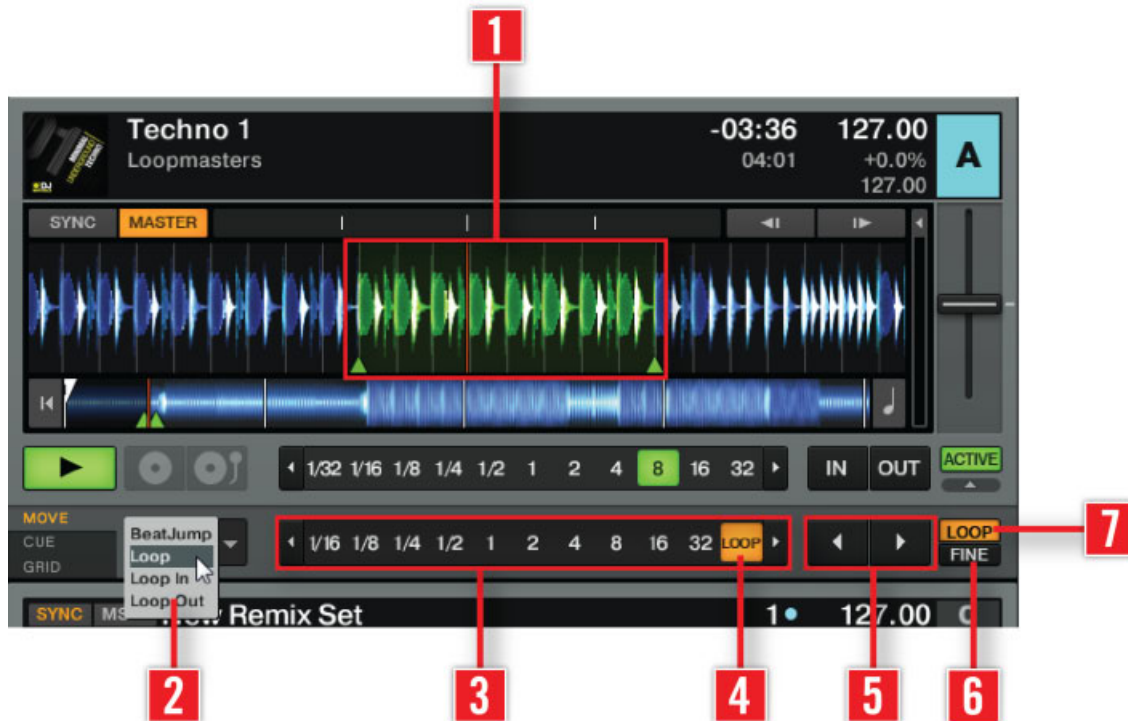 1
Techno 1 -03:36 127.00 A
Loopmasters 04:01 +0.0%
127.00
MINIMAL UNDERGROUND TECHNO
SYNC MASTER
1/32 1/16 1/8 1/4 1/2 1 2 4 8 16 32 IN OUT ACTIVE
MOVE
CUE
GRID
BeatJump
Loop
Loop In
Loop Out
1/16 1/8 1/4 1/2 1 2 4 8 16 32 LOOP LOOP
FINE
7
SYNC Remix Set 1 127.00
2 3 4 5 6